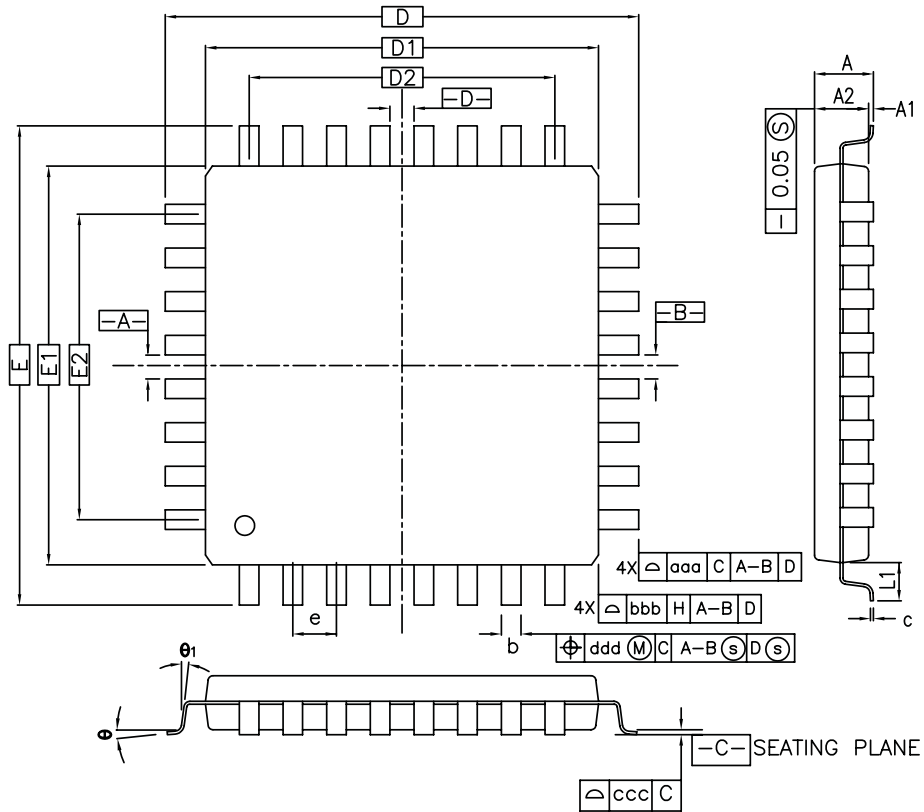 D
D1
D2
-D-
A
A2
A1
0.05 S
-A-
-B-
E
E1
E2
4X aaa C A-B D
L1
4X bbb H A-B D
e
b
c
ddd M C A-B S D S
θ1
θ
-C- SEATING PLANE
ccc C